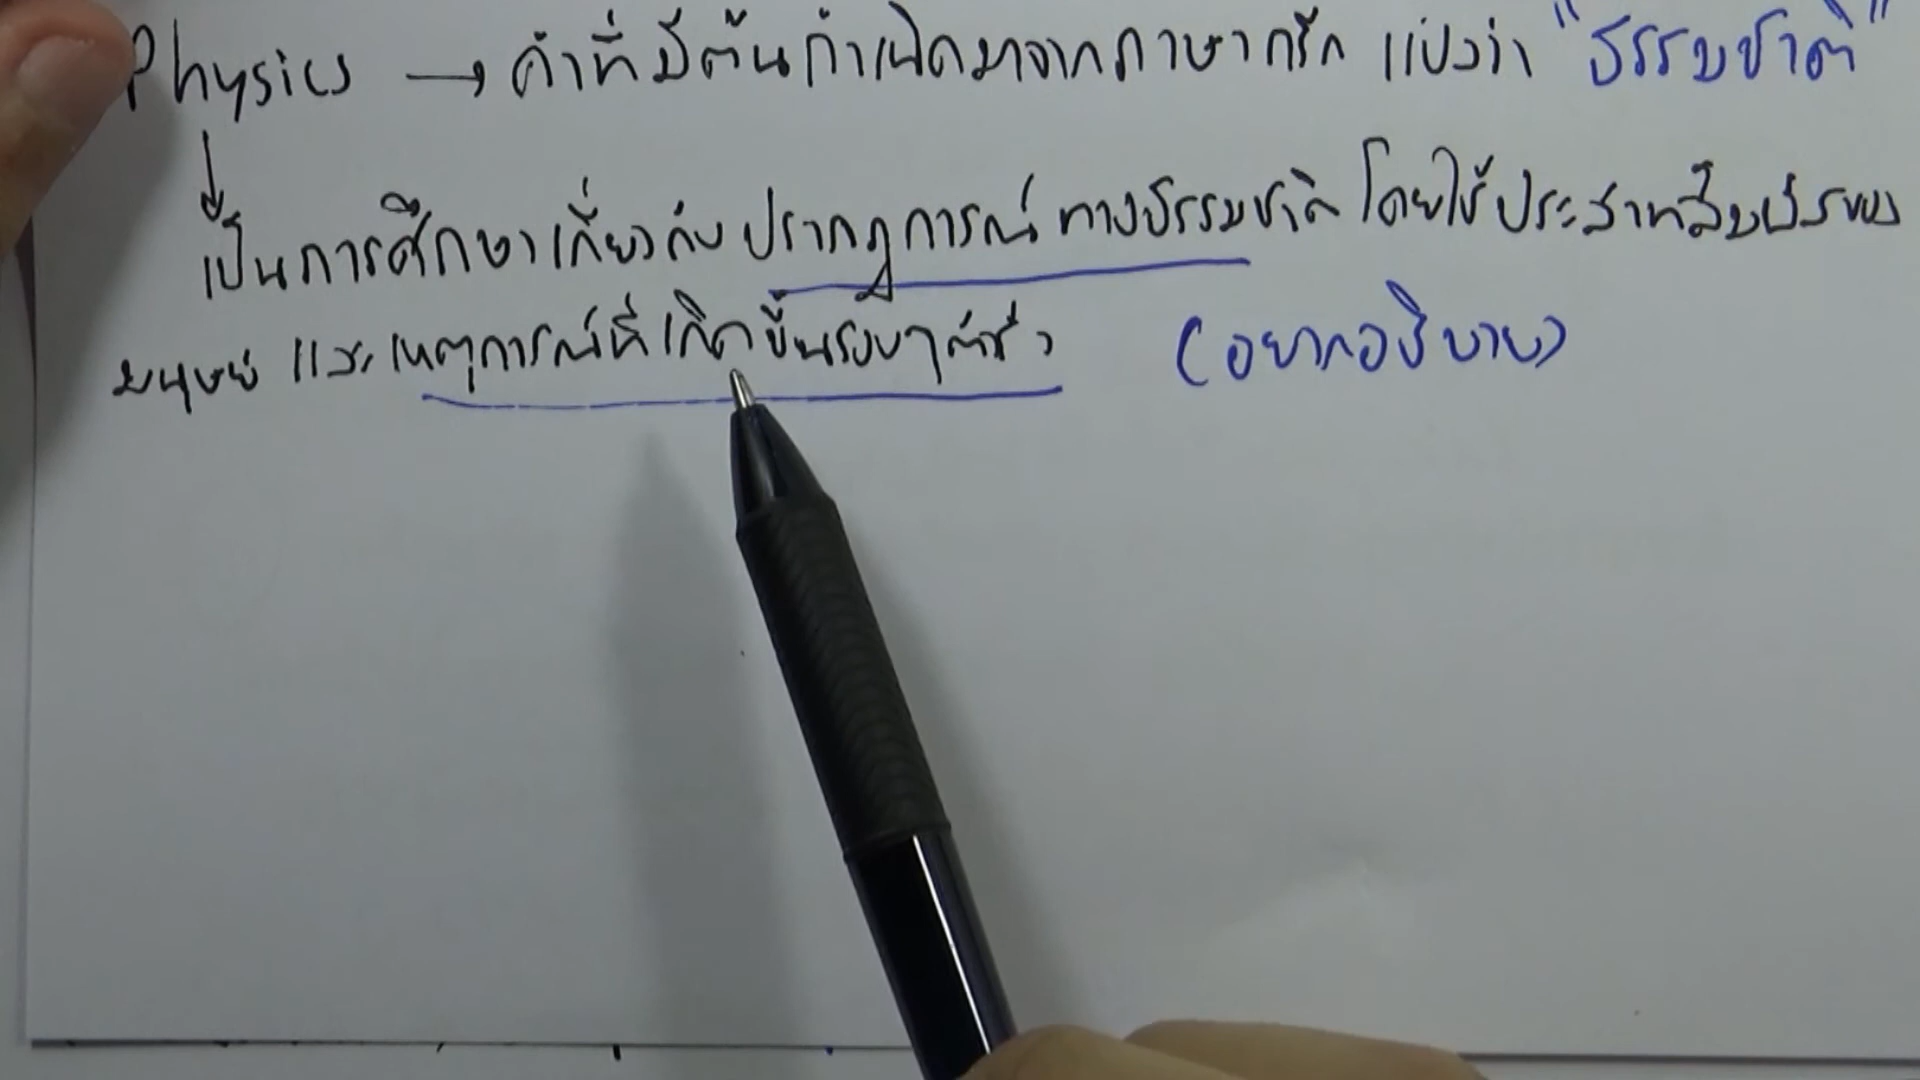 Physics → คำที่มีต้นกำเนิดมาจากภาษากรีก แปลว่า "ธรรมชาติ"
เป็นการศึกษาเกี่ยวกับปรากฏการณ์ทางธรรมชาติ โดยใช้ประสาทสัมผัสของ
มนุษย์ และเหตุการณ์ที่เกิดขึ้นรอบๆตัวเรา (อยากอธิบาย)